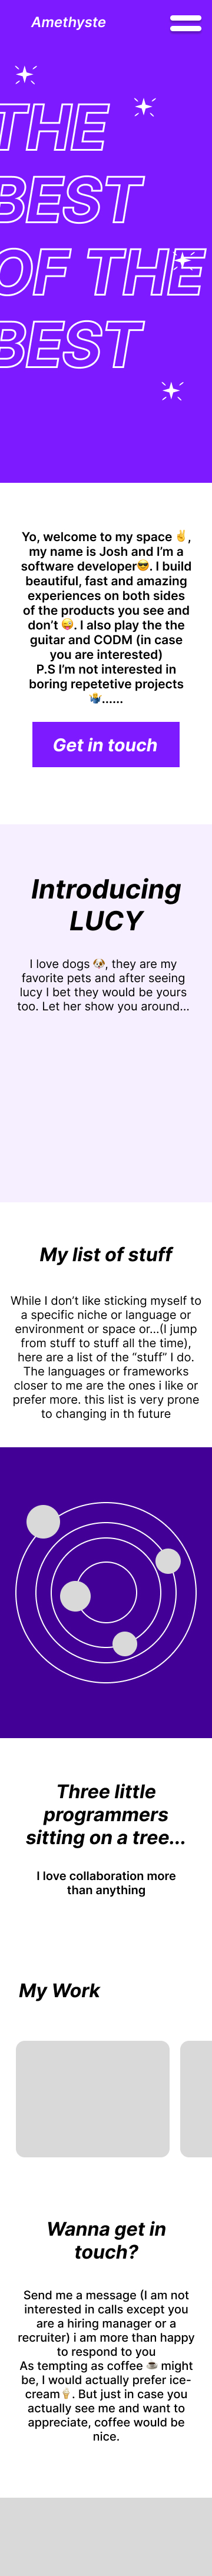 Amethyste
THE
BEST
OF THE
BEST
Yo, welcome to my space ✌️,
my name is Josh and I'm a
software developer😎. I build
beautiful, fast and amazing
experiences on both sides
of the products you see and
don't 😜. I also play the the
guitar and CODM (in case
you are interested)
P.S I'm not interested in
boring repetetive projects
🤷‍♂️......
Get in touch
Introducing
LUCY
I love dogs 🐶, they are my
favorite pets and after seeing
lucy I bet they would be yours
too. Let her show you around...
My list of stuff
While I don't like sticking myself to
a specific niche or language or
environment or space or...(I jump
from stuff to stuff all the time),
here are a list of the "stuff" I do.
The languages or frameworks
closer to me are the ones i like or
prefer more. this list is very prone
to changing in th future
Three little
programmers
sitting on a tree...
I love collaboration more
than anything
My Work
Wanna get in
touch?
Send me a message (I am not
interested in calls except you
are a hiring manager or a
recruiter) i am more than happy
to respond to you
As tempting as coffee ☕ might
be, I would actually prefer ice-
cream🍦. But just in case you
actually see me and want to
appreciate, coffee would be
nice.